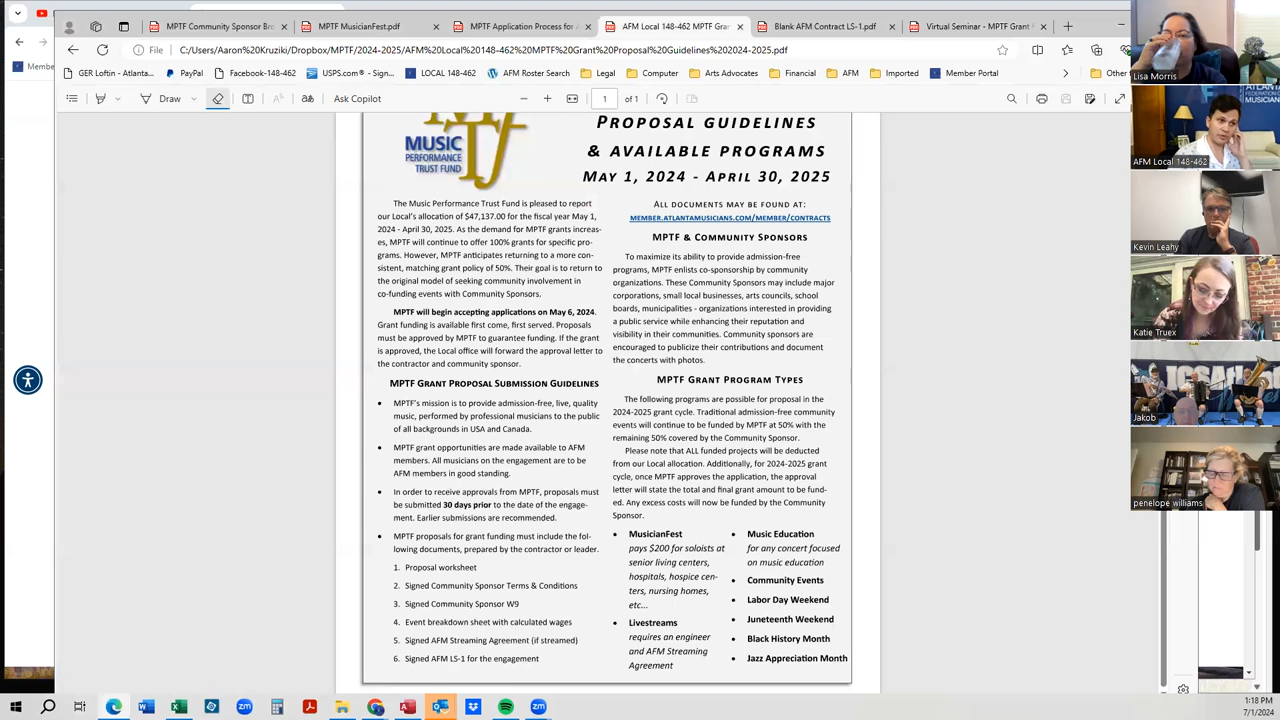 MPTF Community Sponsor Bro
MPTF MusicianFest.pdf
MPTF Application Process for A
AFM Local 148-462 MPTF Gran
Blank AFM Contract LS-1.pdf
Virtual Seminar - MPTF Grant
File
C:/Users/Aaron%20Kruziki/Dropbox/MPTF/2024-2025/AFM%20Local%20148-462%20MPTF%20Grant%20Proposal%20Guidelines%202024-2025.pdf
Membe
GER Loftin - Atlanta...
PayPal
Facebook-148-462
USPS.com® - Sign...
LOCAL 148-462
AFM Roster Search
Legal
Computer
Arts Advocates
Financial
AFM
Imported
Member Portal
Other f
Draw
Ask Copilot
1
of 1
MTJ
MUSIC
PERFORMANCE
TRUST FUND
PROPOSAL GUIDELINES
& AVAILABLE PROGRAMS
MAY 1, 2024 - APRIL 30, 2025
The Music Performance Trust Fund is pleased to report
our Local's allocation of $47,137.00 for the fiscal year May 1,
2024 - April 30, 2025. As the demand for MPTF grants increas-
es, MPTF will continue to offer 100% grants for specific pro-
grams. However, MPTF anticipates returning to a more con-
sistent, matching grant policy of 50%. Their goal is to return to
the original model of seeking community involvement in
co-funding events with Community Sponsors.
MPTF will begin accepting applications on May 6, 2024.
Grant funding is available first come, first served. Proposals
must be approved by MPTF to guarantee funding. If the grant
is approved, the Local office will forward the approval letter to
the contractor and community sponsor.
MPTF GRANT PROPOSAL SUBMISSION GUIDELINES
• MPTF's mission is to provide admission-free, live, quality
music, performed by professional musicians to the public
of all backgrounds in USA and Canada.
• MPTF grant opportunities are made available to AFM
members. All musicians on the engagement are to be
AFM members in good standing.
• In order to receive approvals from MPTF, proposals must
be submitted 30 days prior to the date of the engage-
ment. Earlier submissions are recommended.
• MPTF proposals for grant funding must include the fol-
lowing documents, prepared by the contractor or leader.
1. Proposal worksheet
2. Signed Community Sponsor Terms & Conditions
3. Signed Community Sponsor W9
4. Event breakdown sheet with calculated wages
5. Signed AFM Streaming Agreement (if streamed)
6. Signed AFM LS-1 for the engagement
ALL DOCUMENTS MAY BE FOUND AT:
MEMBER.ATLANTAMUSICIANS.COM/MEMBER/CONTRACTS
MPTF & COMMUNITY SPONSORS
To maximize its ability to provide admission-free
programs, MPTF enlists co-sponsorship by community
organizations. These Community Sponsors may include major
corporations, small local businesses, arts councils, school
boards, municipalities - organizations interested in providing
a public service while enhancing their reputation and
visibility in their communities. Community sponsors are
encouraged to publicize their contributions and document
the concerts with photos.
MPTF GRANT PROGRAM TYPES
The following programs are possible for proposal in the
2024-2025 grant cycle. Traditional admission-free community
events will continue to be funded by MPTF at 50% with the
remaining 50% covered by the Community Sponsor.
Please note that ALL funded projects will be deducted
from our Local allocation. Additionally, for 2024-2025 grant
cycle, once MPTF approves the application, the approval
letter will state the total and final grant amount to be fund-
ed. Any excess costs will now be funded by the Community
Sponsor.
• MusicianFest
pays $200 for soloists at
senior living centers,
hospitals, hospice cen-
ters, nursing homes,
etc...
• Livestreams
requires an engineer
and AFM Streaming
Agreement
• Music Education
for any concert focused
on music education
• Community Events
• Labor Day Weekend
• Juneteenth Weekend
• Black History Month
• Jazz Appreciation Month
Lisa Morris
ATLANTA
FEDERATION OF
MUSICIANS
AFM Local 148-462
Kevin Leahy
Katie Truex
Jakob
penelope williams
1:18 PM
7/1/2024